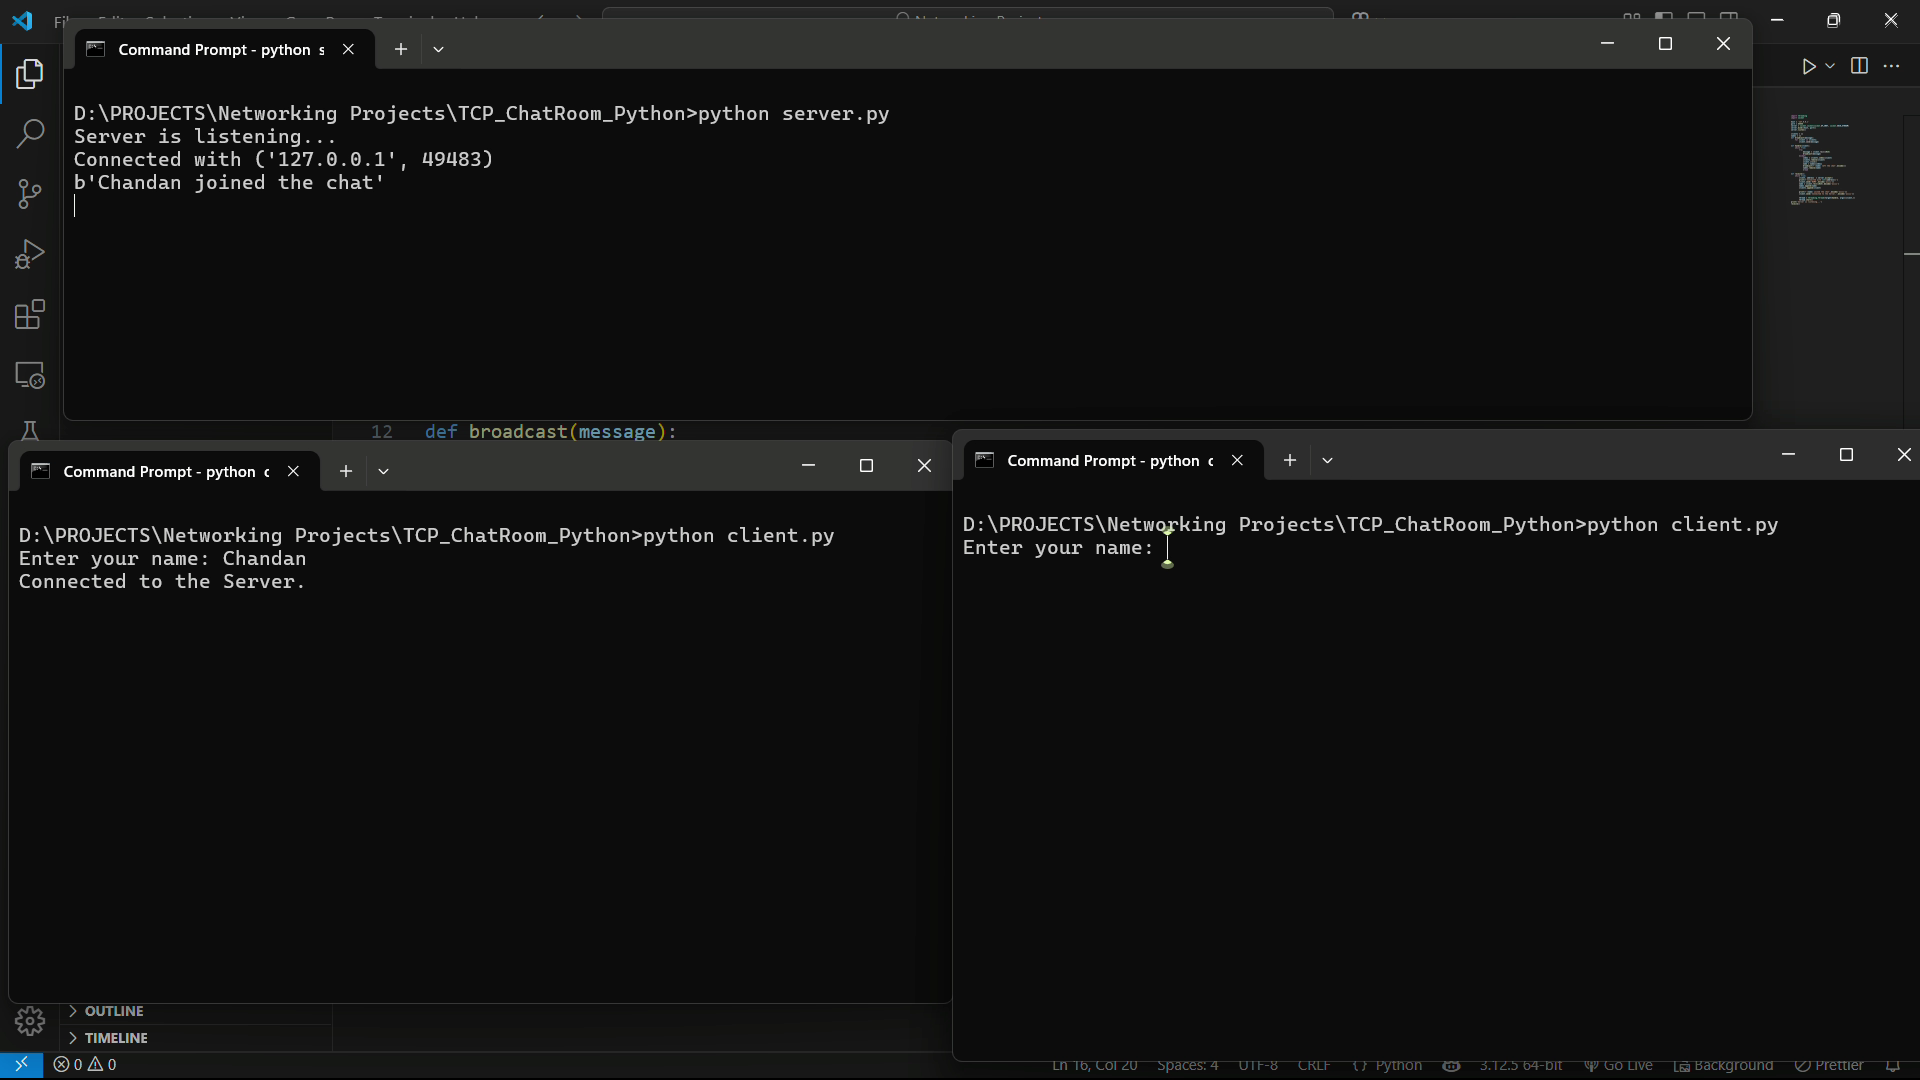 Command Prompt - python s
D:\PROJECTS\Networking Projects\TCP_ChatRoom_Python>python server.py
Server is listening...
Connected with ('127.0.0.1', 49483)
b'Chandan joined the chat'
12 def broadcast(message):
Command Prompt - python c
D:\PROJECTS\Networking Projects\TCP_ChatRoom_Python>python client.py
Enter your name: Chandan
Connected to the Server.
Command Prompt - python c
D:\PROJECTS\Networking Projects\TCP_ChatRoom_Python>python client.py
Enter your name:
OUTLINE
TIMELINE
0 0
Ln 16, Col 20 Spaces: 4 UTF-8 CRLF {} Python 3.12.5 64-bit Go Live Background Prettier